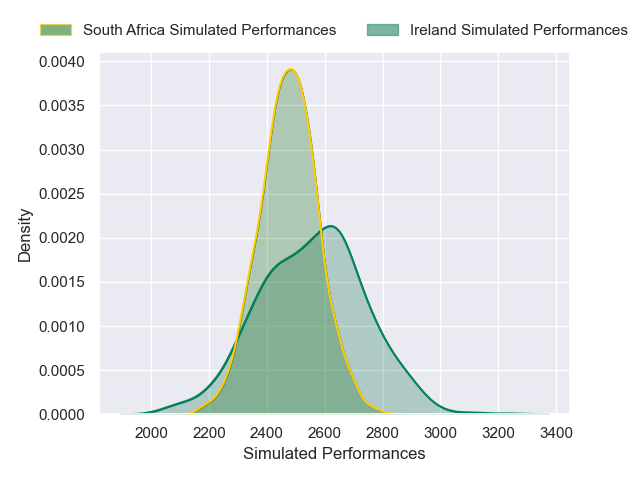 South Africa Simulated Performances
Ireland Simulated Performances
0.0040
0.0035
0.0030
0.0025
0.0020
0.0015
0.0010
0.0005
0.0000
Density
2000 2200 2400 2600 2800 3000 3200 3400
Simulated Performances